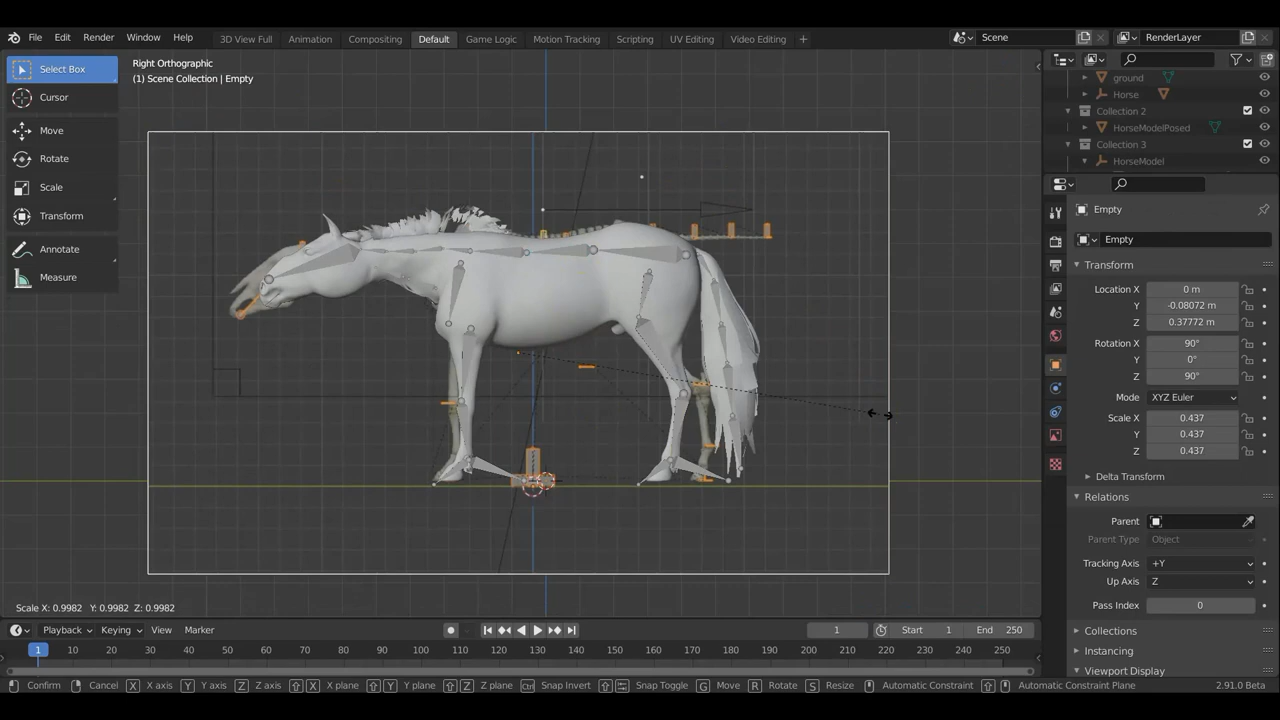 File Edit Render Window Help 3D View Full Animation Compositing Default Game Logic Motion Tracking Scripting UV Editing Video Editing + Scene RenderLayer
Select Box
Cursor
Move
Rotate
Scale
Transform
Annotate
Measure
Right Orthographic
(1) Scene Collection | Empty
ground
Horse
Collection 2
HorseModelPosed
Collection 3
HorseModel
Empty
Empty
Transform
Location X 0 m
Y -0.08072 m
Z 0.37772 m
Rotation X 90°
Y 0°
Z 90°
Mode XYZ Euler
Scale X 0.437
Y 0.437
Z 0.437
Delta Transform
Relations
Parent
Parent Type Object
Tracking Axis +Y
Up Axis Z
Pass Index 0
Collections
Instancing
Viewport Display
Scale X: 0.9982 Y: 0.9982 Z: 0.9982
Playback Keying View Marker 1 Start 1 End 250
1 10 20 30 40 50 60 70 80 90 100 110 120 130 140 150 160 170 180 190 200 210 220 230 240 250
Confirm Cancel X X axis Y Y axis Z Z axis X X plane Y Y plane Z Z plane Ctrl Snap Invert Snap Toggle G Move R Rotate S Resize Automatic Constraint Automatic Constraint Plane 2.91.0 Beta